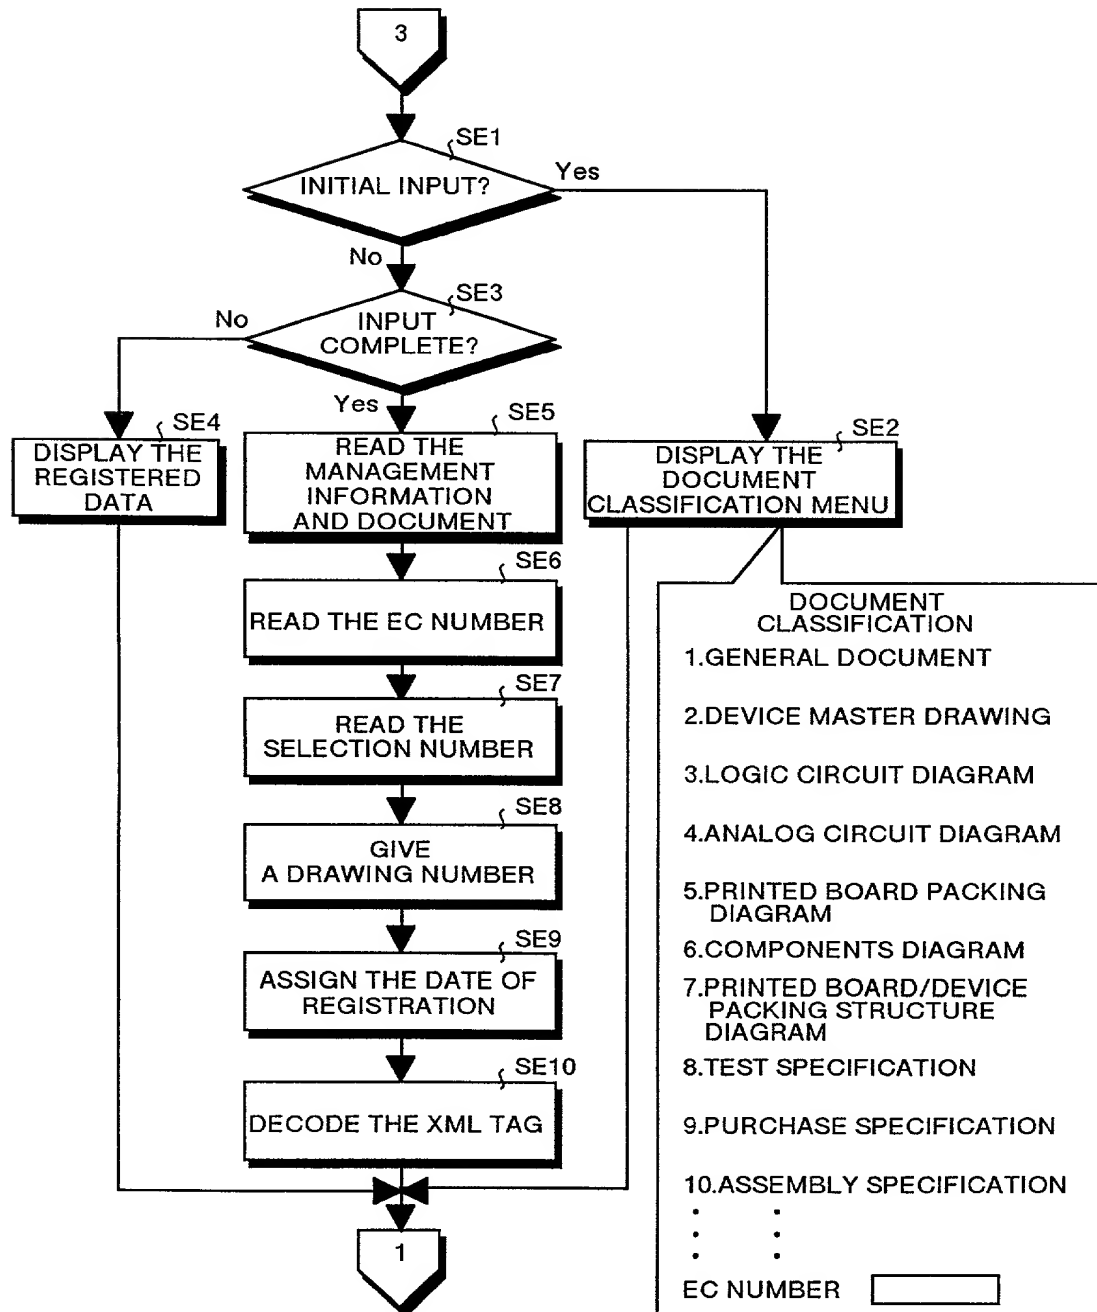 3
SE1
INITIAL INPUT?
Yes
No
SE3
INPUT
COMPLETE?
No
Yes
SE4
DISPLAY THE
REGISTERED
DATA
SE5
READ THE
MANAGEMENT
INFORMATION
AND DOCUMENT
SE2
DISPLAY THE
DOCUMENT
CLASSIFICATION MENU
SE6
READ THE EC NUMBER
SE7
READ THE
SELECTION NUMBER
SE8
GIVE
A DRAWING NUMBER
SE9
ASSIGN THE DATE OF
REGISTRATION
SE10
DECODE THE XML TAG
1
DOCUMENT
CLASSIFICATION
1.GENERAL DOCUMENT
2.DEVICE MASTER DRAWING
3.LOGIC CIRCUIT DIAGRAM
4.ANALOG CIRCUIT DIAGRAM
5.PRINTED BOARD PACKING
DIAGRAM
6.COMPONENTS DIAGRAM
7.PRINTED BOARD/DEVICE
PACKING STRUCTURE
DIAGRAM
8.TEST SPECIFICATION
9.PURCHASE SPECIFICATION
10.ASSEMBLY SPECIFICATION
EC NUMBER